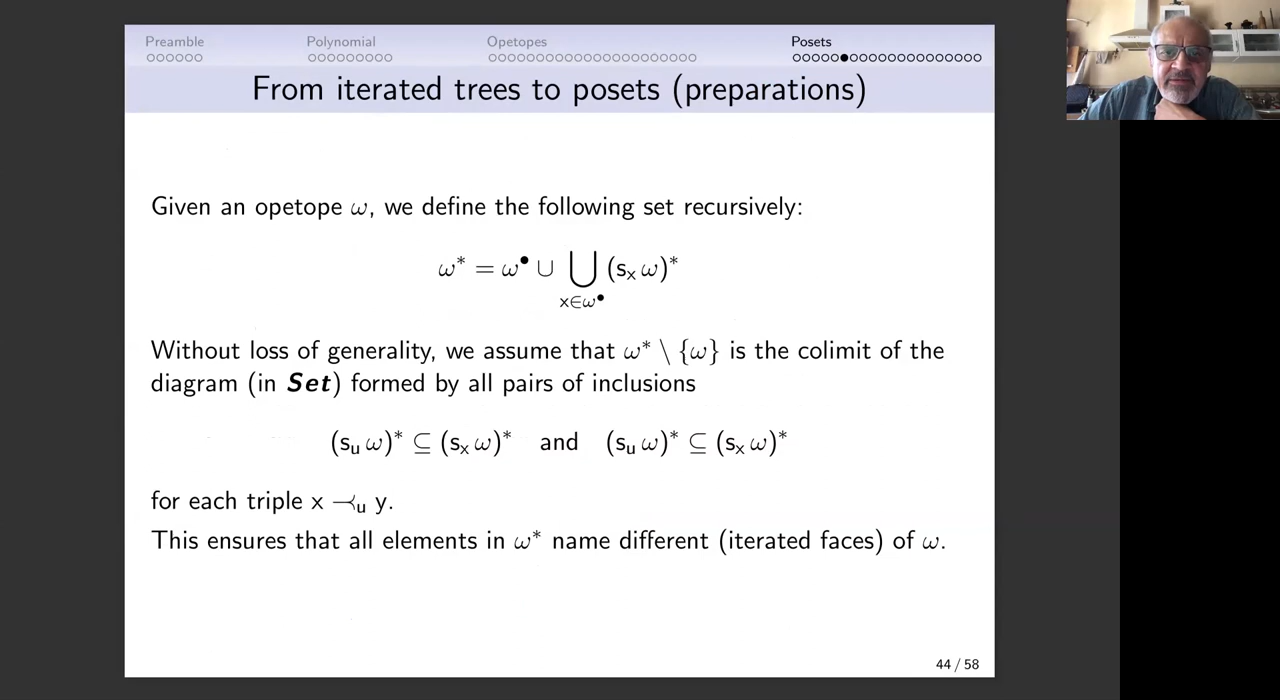 Preamble Polynomial Opetopes Posets
From iterated trees to posets (preparations)
Given an opetope ω, we define the following set recursively:
ω* = ω● ∪ ⋃ (sₓ ω)*
x∈ω●
Without loss of generality, we assume that ω* \ {ω} is the colimit of the
diagram (in Set) formed by all pairs of inclusions
(sᵤ ω)* ⊆ (sₓ ω)* and (sᵤ ω)* ⊆ (sₓ ω)*
for each triple x ⤙ᵤ y.
This ensures that all elements in ω* name different (iterated faces) of ω.
44 / 58